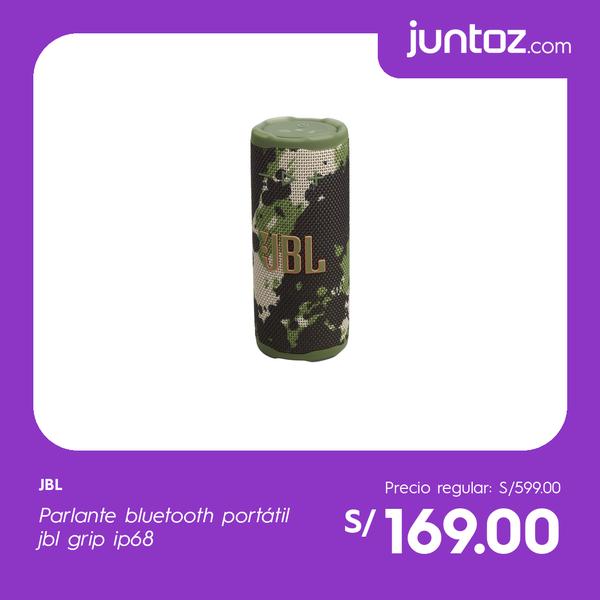 juntoz.com
JBL
JBL
Parlante bluetooth portátil
jbl grip ip68
Precio regular: S/599.00
S/169.00